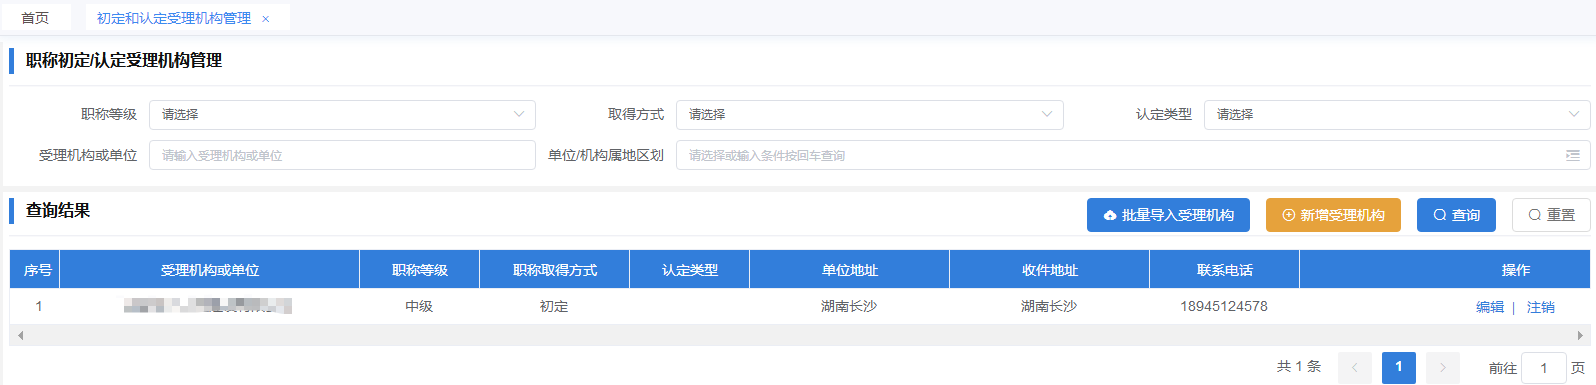 首页 初定和认定受理机构管理 ×
职称初定/认定受理机构管理
职称等级 请选择 取得方式 请选择 认定类型 请选择
受理机构或单位 请输入受理机构或单位 单位/机构属地区划 请选择或输入条件按回车查询
查询结果 批量导入受理机构 新增受理机构 查询 重置
序号 受理机构或单位 职称等级 职称取得方式 认定类型 单位地址 收件地址 联系电话 操作
1 中级 初定 湖南长沙 湖南长沙 18945124578 编辑 | 注销
共 1 条 < 1 > 前往 1 页